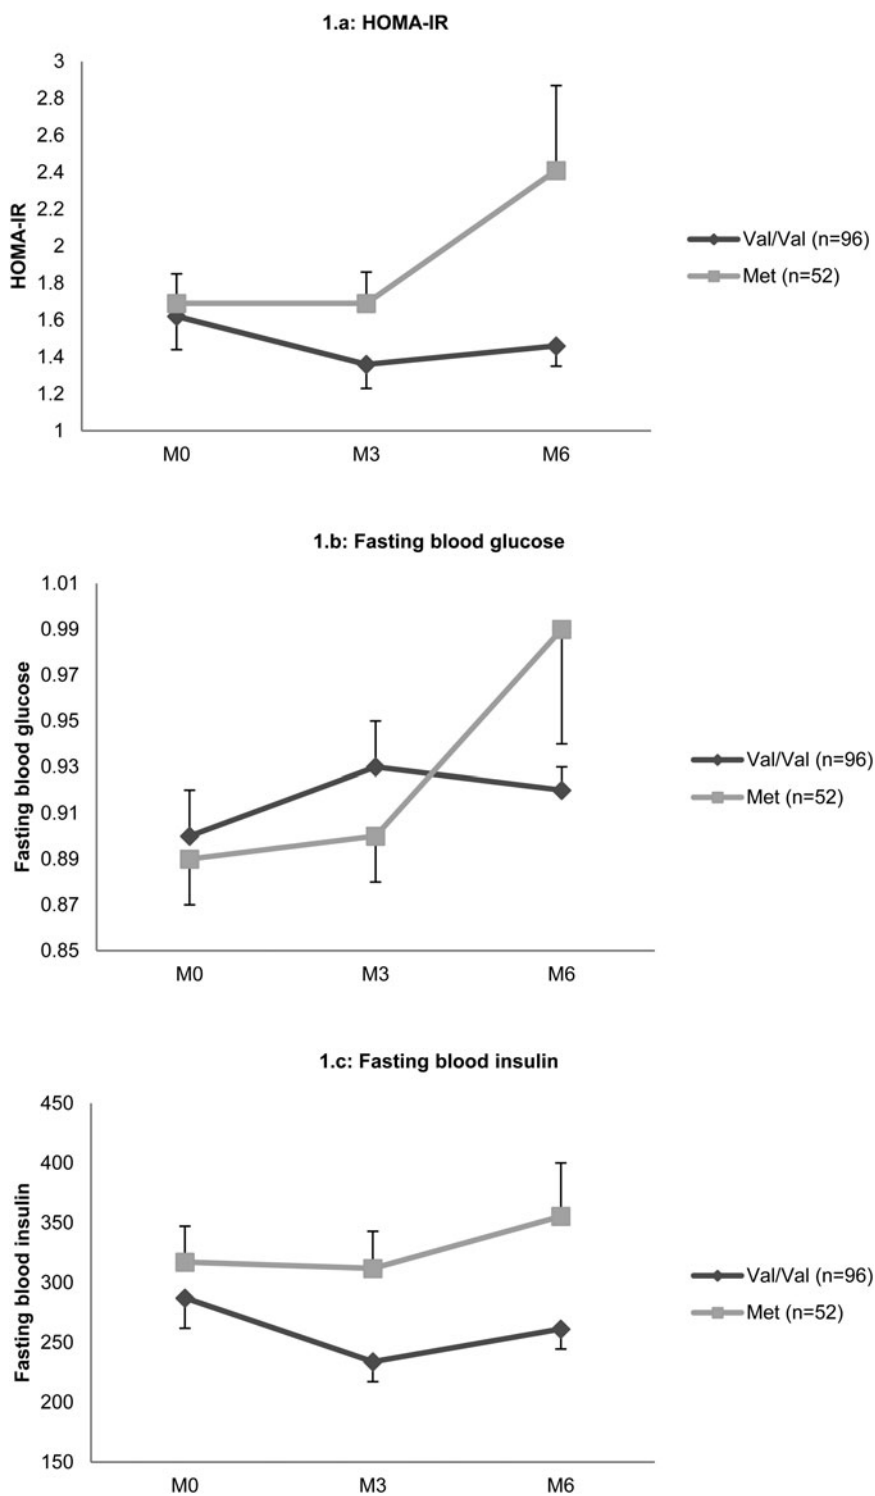 1.a: HOMA-IR
3
2.8
2.6
2.4
2.2
2
1.8
1.6
1.4
1.2
1
HOMA-IR
M0 M3 M6
Val/Val (n=96)
Met (n=52)
1.b: Fasting blood glucose
1.01
0.99
0.97
0.95
0.93
0.91
0.89
0.87
0.85
Fasting blood glucose
M0 M3 M6
Val/Val (n=96)
Met (n=52)
1.c: Fasting blood insulin
450
400
350
300
250
200
150
Fasting blood insulin
M0 M3 M6
Val/Val (n=96)
Met (n=52)